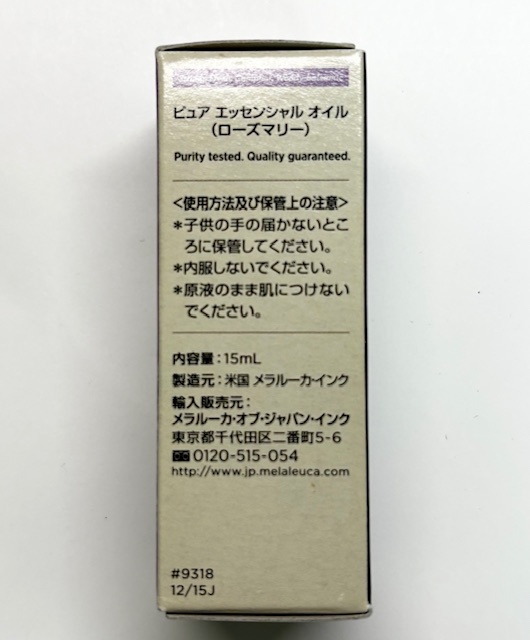 ピュア エッセンシャル オイル
（ローズマリー）
Purity tested. Quality guaranteed.
<使用方法及び保管上の注意>
*子供の手の届かないとこ
ろに保管してください。
*内服しないでください。
*原液のまま肌につけない
でください。
内容量：15mL
製造元：米国 メラルーカ・インク
輸入販売元：
メラルーカ・オブ・ジャパン・インク
東京都千代田区二番町5-6
0120-515-054
http://www.jp.melaleuca.com
#9318
12/15J